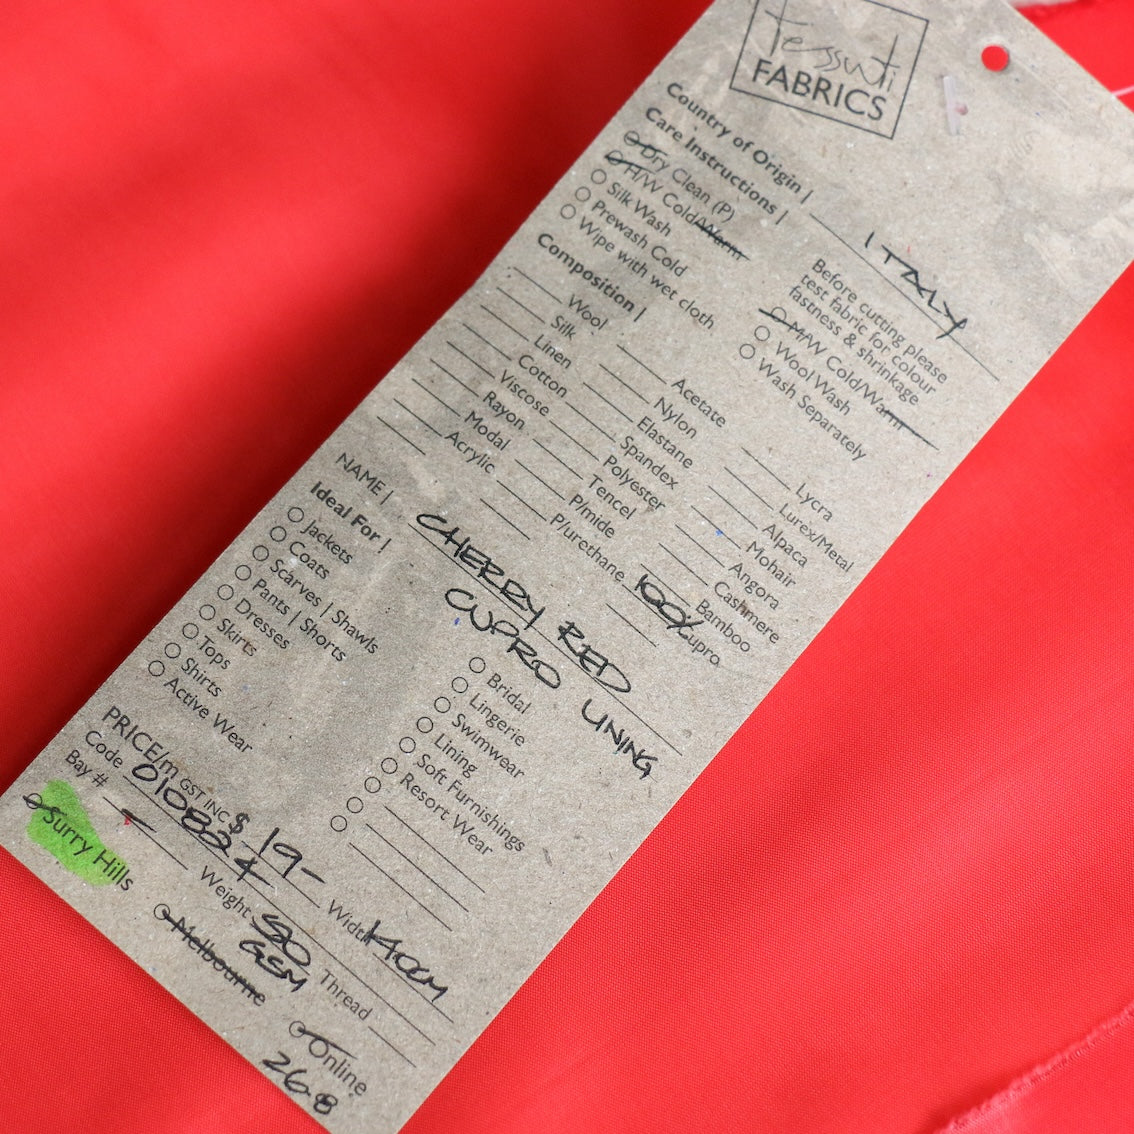 tessuti
FABRICS
Country of Origin | ITALY
Care Instructions |
Dry Clean (P)
H/W Cold/Warm
Silk Wash
Prewash Cold
Wipe with wet cloth
Before cutting please
test fabric for colour
fastness & shrinkage
M/W Cold/Warm
Wool Wash
Wash Separately
Composition |
Wool
Silk
Linen
Cotton
Viscose
Rayon
Modal
Acrylic
Acetate
Nylon
Elastane
Spandex
Polyester
Tencel
P/mide
P/urethane
Lycra
Lurex/Metal
Alpaca
Mohair
Angora
Cashmere
Bamboo
100% Cupro
NAME | CHERRY RED
CUPRO LINING
Ideal For |
Jackets
Coats
Scarves | Shawls
Pants | Shorts
Dresses
Skirts
Tops
Shirts
Active Wear
Bridal
Lingerie
Swimwear
Lining
Soft Furnishings
Resort Wear
PRICE/m GST INC $ 19-
Code 010824 Width 140CM
Bay # - Weight 90 GSM Thread
Surry Hills Melbourne Online
26-8